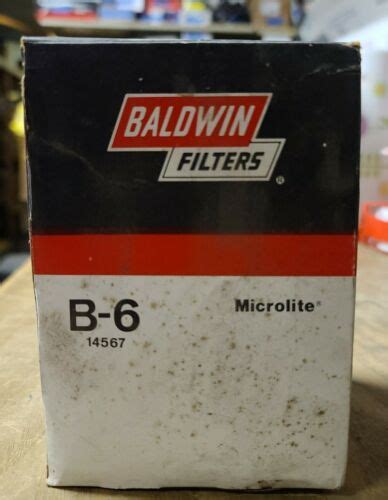 BALDWIN
FILTERS®
B-6
Microlite®
14567